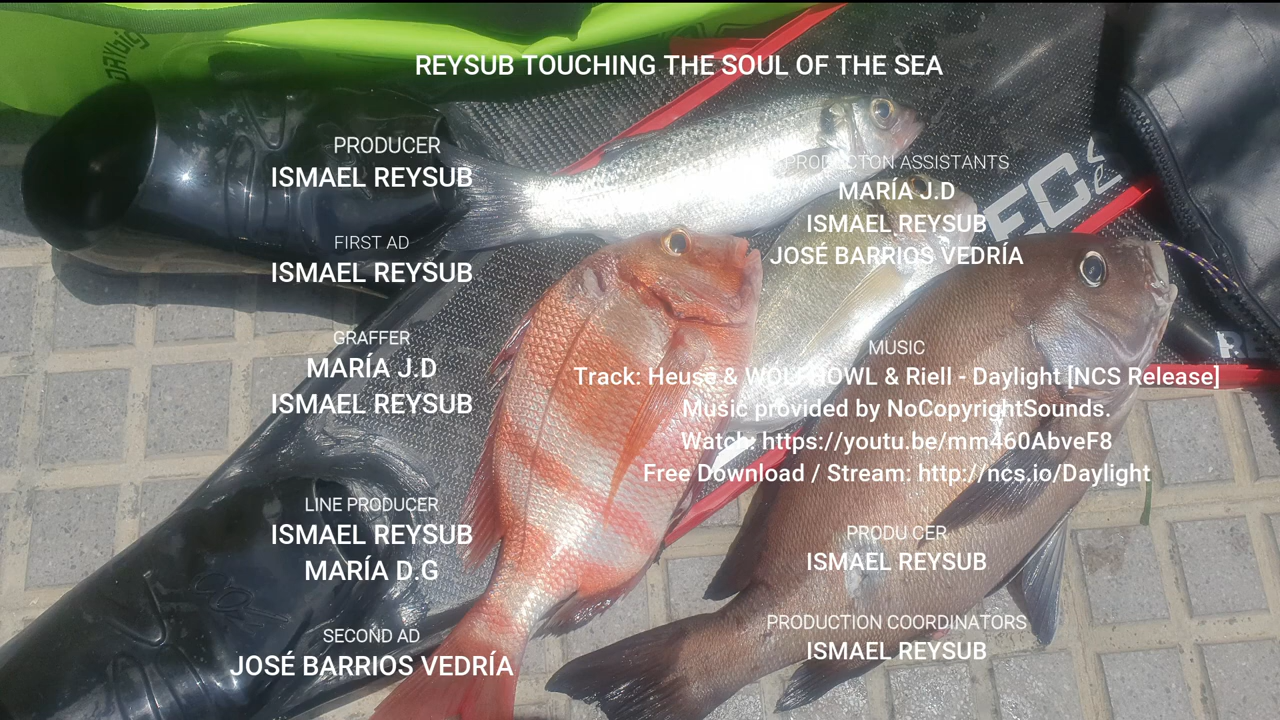 REYSUB TOUCHING THE SOUL OF THE SEA
PRODUCER
ISMAEL REYSUB
FIRST AD
ISMAEL REYSUB
GRAFFER
MARÍA J.D
ISMAEL REYSUB
LINE PRODUCER
ISMAEL REYSUB
MARÍA D.G
SECOND AD
JOSÉ BARRIOS VEDRÍA
PRODUCTON ASSISTANTS
MARÍA J.D
ISMAEL REYSUB
JOSÉ BARRIOS VEDRÍA
MUSIC
Track: Heuse & WOLFHOWL & Riell - Daylight [NCS Release]
Music provided by NoCopyrightSounds.
Watch: https://youtu.be/mm460AbveF8
Free Download / Stream: http://ncs.io/Daylight
PRODU CER
ISMAEL REYSUB
PRODUCTION COORDINATORS
ISMAEL REYSUB